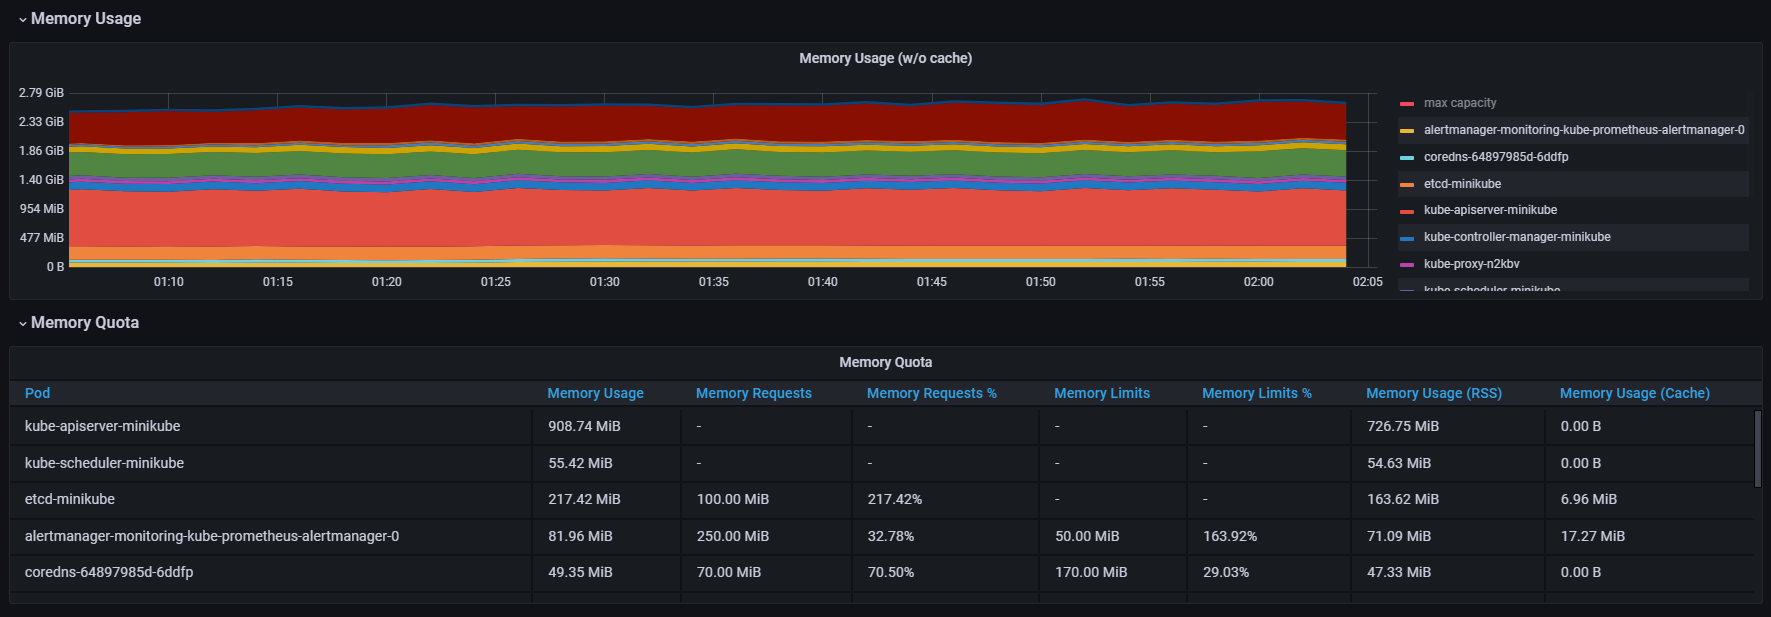 Memory Usage
Memory Usage (w/o cache)
2.79 GiB
2.33 GiB
1.86 GiB
1.40 GiB
954 MiB
477 MiB
0 B
01:10 01:15 01:20 01:25 01:30 01:35 01:40 01:45 01:50 01:55 02:00 02:05
max capacity
alertmanager-monitoring-kube-prometheus-alertmanager-0
coredns-64897985d-6ddfp
etcd-minikube
kube-apiserver-minikube
kube-controller-manager-minikube
kube-proxy-n2kbv
kube-scheduler-minikube
Memory Quota
Memory Quota
Pod Memory Usage Memory Requests Memory Requests % Memory Limits Memory Limits % Memory Usage (RSS) Memory Usage (Cache)
kube-apiserver-minikube 908.74 MiB - - - - 726.75 MiB 0.00 B
kube-scheduler-minikube 55.42 MiB - - - - 54.63 MiB 0.00 B
etcd-minikube 217.42 MiB 100.00 MiB 217.42% - - 163.62 MiB 6.96 MiB
alertmanager-monitoring-kube-prometheus-alertmanager-0 81.96 MiB 250.00 MiB 32.78% 50.00 MiB 163.92% 71.09 MiB 17.27 MiB
coredns-64897985d-6ddfp 49.35 MiB 70.00 MiB 70.50% 170.00 MiB 29.03% 47.33 MiB 0.00 B